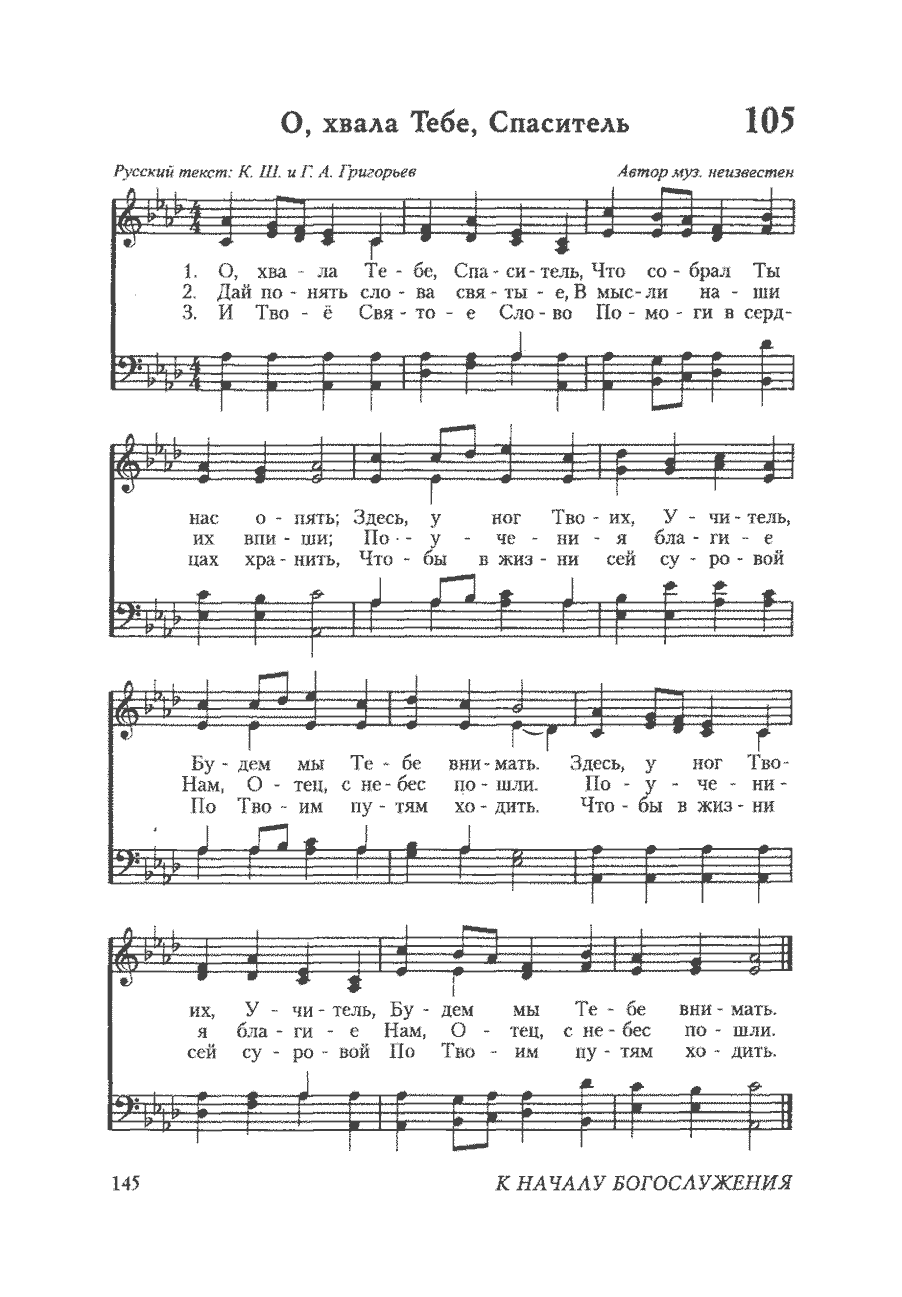 О, хвала Тебе, Спаситель 105
Русский текст: К. Ш. и Г. А. Григорьев Автор муз. неизвестен
4
4
1. О, хва - ла Те - бе, Спа - си - тель, Что со - брал Ты
2. Дай по - нять сло - ва свя - ты - е, В мыс - ли на - ши
3. И Тво - ё Свя - то - е Сло - во По - мо - ги в серд-
4
4
нас о - пять; Здесь, у ног Тво - их, У - чи - тель,
их впи - ши; По - у - че - ни - я бла - ги - е
цах хра - нить, Что - бы в жиз - ни сей су - ро - вой
Бу - дем мы Те - бе вни - мать. Здесь, у ног Тво-
Нам, О - тец, с не - бес по - шли. По - у - че - ни -
По Тво - им пу - тям хо - дить. Что - бы в жиз - ни
их, У - чи - тель, Бу - дем мы Те - бе вни - мать.
я бла - ги - е Нам, О - тец, с не - бес по - шли.
сей су - ро - вой По Тво - им пу - тям хо - дить.
145 К НАЧАЛУ БОГОСЛУЖЕНИЯ